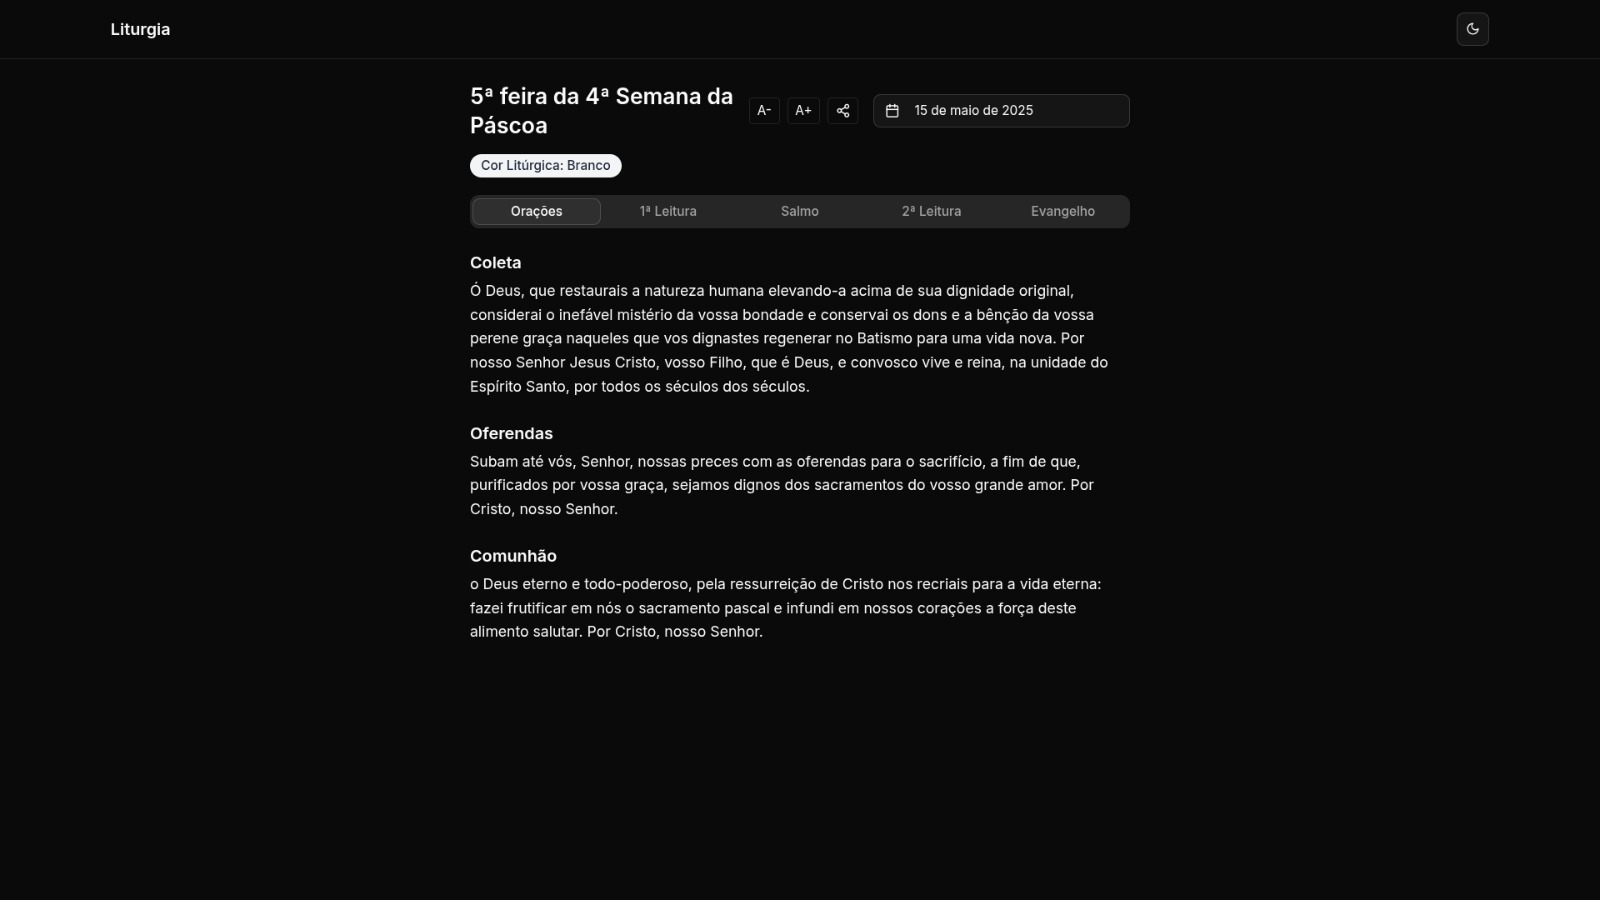 Liturgia
5ª feira da 4ª Semana da
Páscoa
A-
A+
15 de maio de 2025
Cor Litúrgica: Branco
Orações
1ª Leitura
Salmo
2ª Leitura
Evangelho
Coleta
Ó Deus, que restaurais a natureza humana elevando-a acima de sua dignidade original,
considerai o inefável mistério da vossa bondade e conservai os dons e a bênção da vossa
perene graça naqueles que vos dignastes regenerar no Batismo para uma vida nova. Por
nosso Senhor Jesus Cristo, vosso Filho, que é Deus, e convosco vive e reina, na unidade do
Espírito Santo, por todos os séculos dos séculos.
Oferendas
Subam até vós, Senhor, nossas preces com as oferendas para o sacrifício, a fim de que,
purificados por vossa graça, sejamos dignos dos sacramentos do vosso grande amor. Por
Cristo, nosso Senhor.
Comunhão
o Deus eterno e todo-poderoso, pela ressurreição de Cristo nos recriais para a vida eterna:
fazei frutificar em nós o sacramento pascal e infundi em nossos corações a força deste
alimento salutar. Por Cristo, nosso Senhor.